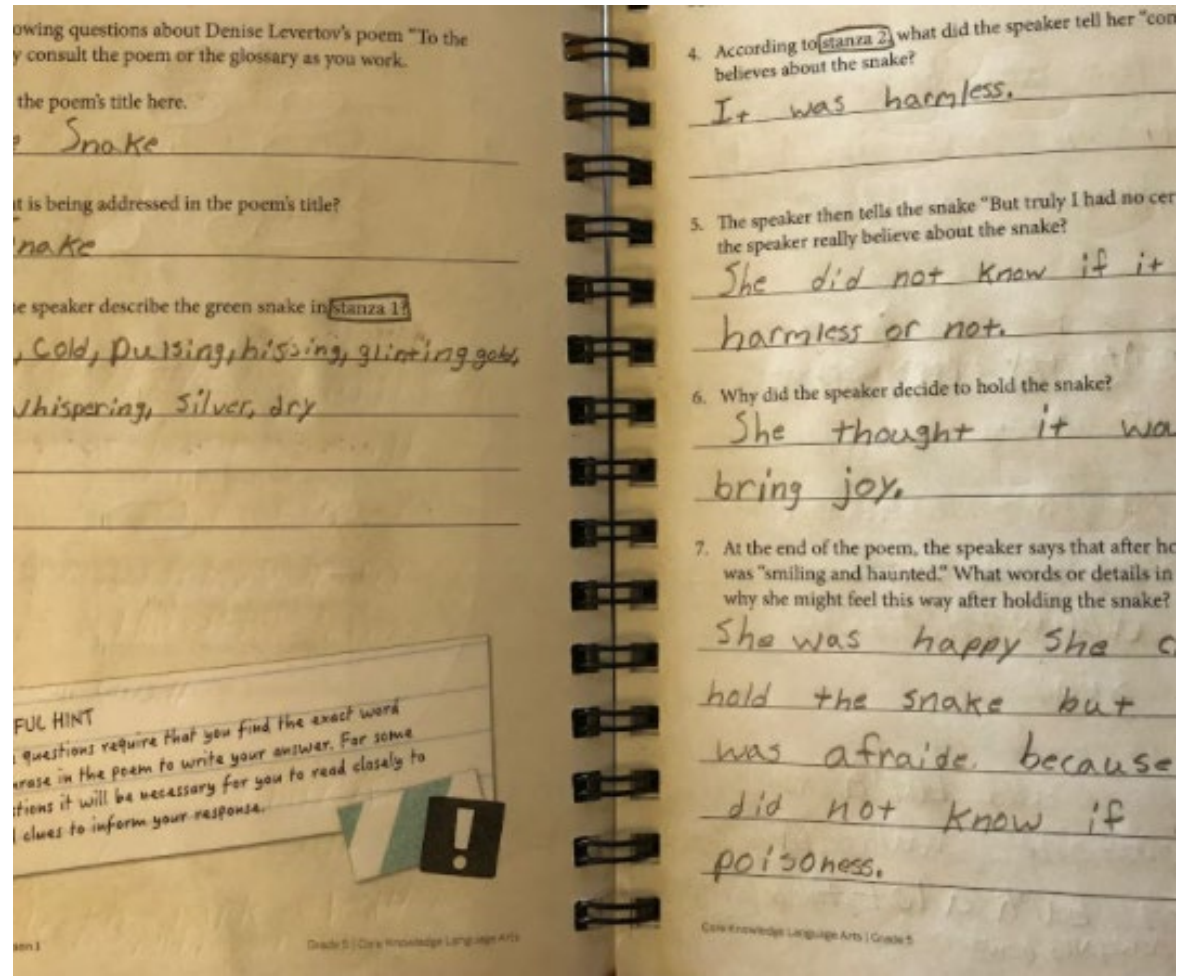 owing questions about Denise Levertov's poem "To the
y consult the poem or the glossary as you work.
the poem's title here.
e Snake
t is being addressed in the poem's title?
nake
e speaker describe the green snake in stanza 1?
, cold, pulsing, hissing, glinting gold,
whispering, silver, dry
FUL HINT
questions require that you find the exact word
hrase in the poem to write your answer. For some
stions it will be necessary for you to read closely to
clues to inform your response.
son 1
Grade 5 | Core Knowledge Language Arts
4. According to stanza 2, what did the speaker tell her "con
believes about the snake?
It was harmless.
5. The speaker then tells the snake "But truly I had no cer
the speaker really believe about the snake?
She did not know if it
harmless or not.
6. Why did the speaker decide to hold the snake?
She thought it wo
bring joy.
7. At the end of the poem, the speaker says that after ho
was "smiling and haunted." What words or details in
why she might feel this way after holding the snake?
She was happy she c
hold the snake but
was afraide because
did not know if
poisoness.
Core Knowledge Language Arts | Grade 5